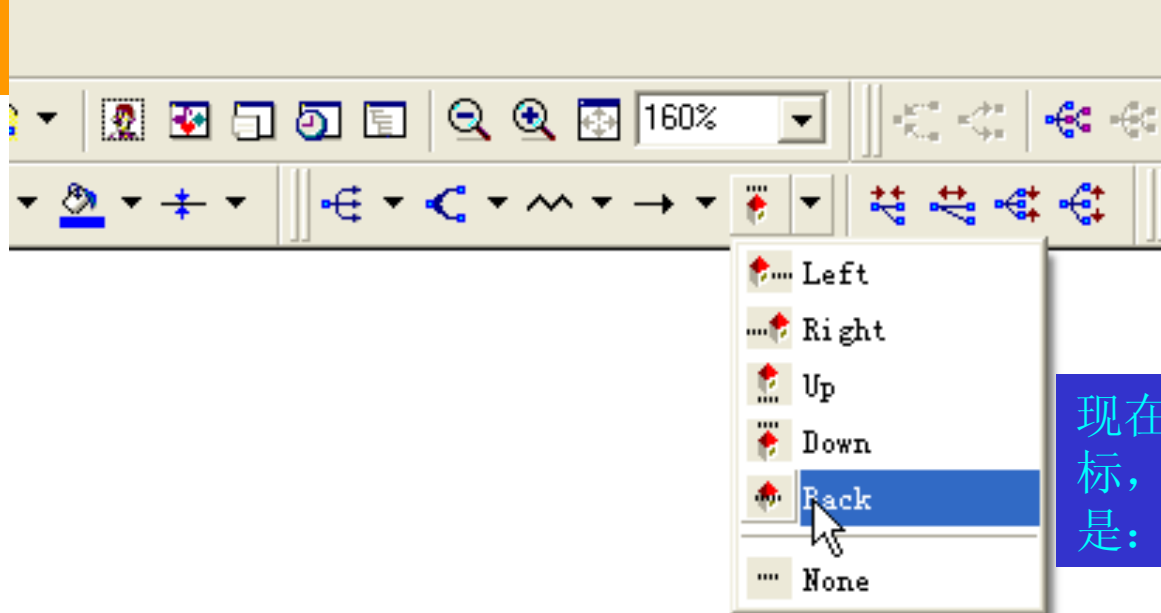 160%
Left
Right
Up
Down
Back
None
现在
标，
是：